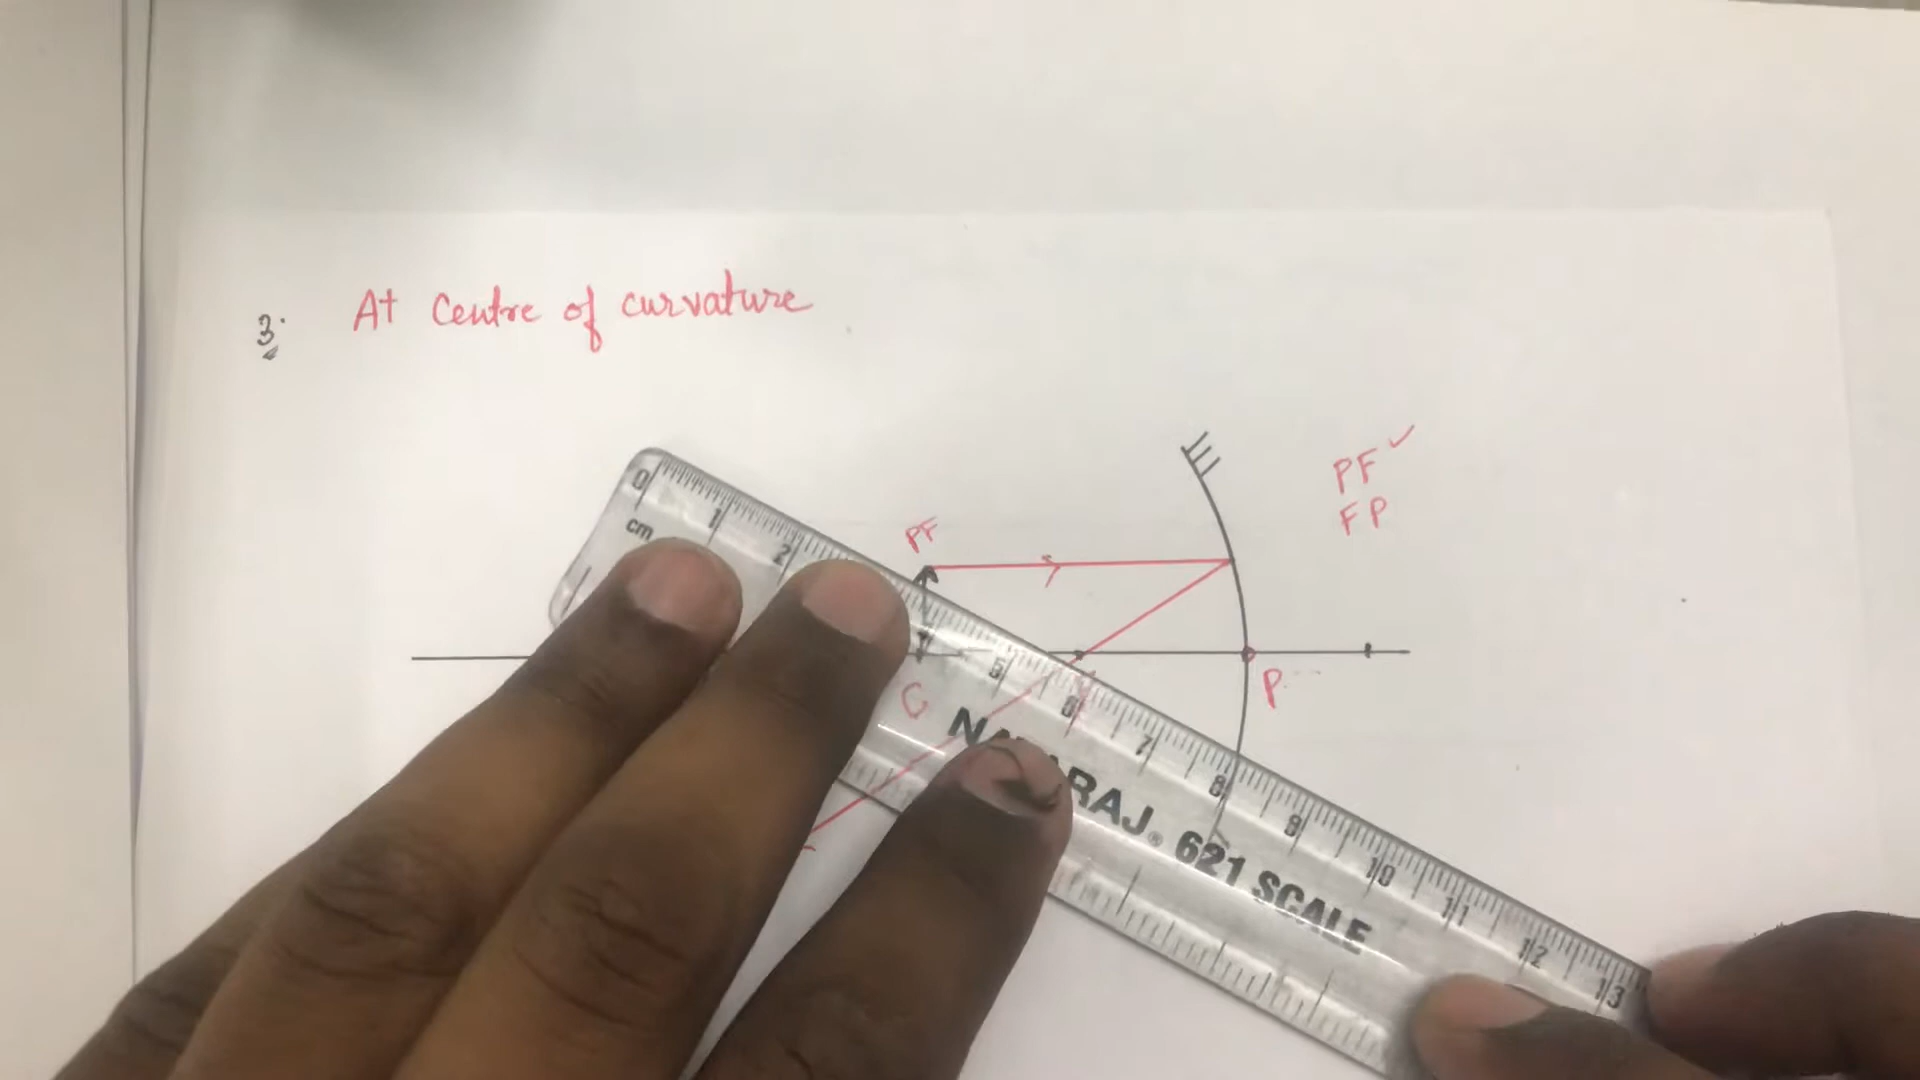 3. At Centre of curvature
PF ✓
FP
PF
P
C
0 1 2 5 6 7 8 9 10 11 12 13
cm
621 SCALE